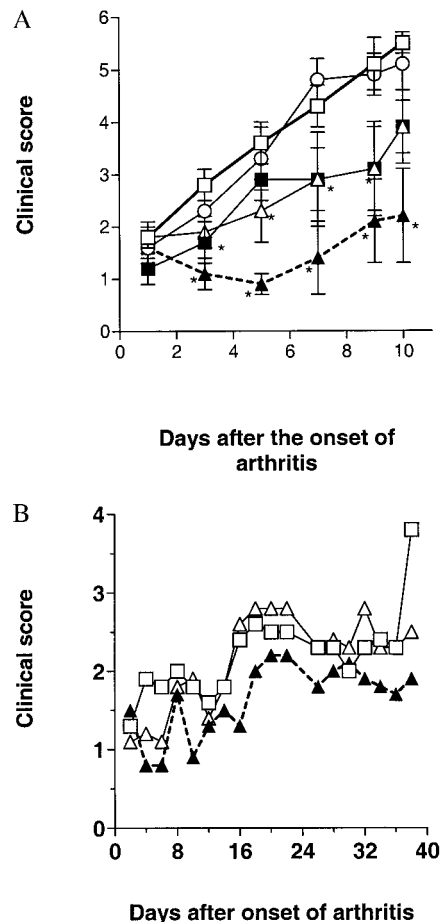 A
Clinical score
6
5
4
3
2
1
0
0 2 4 6 8 10
* * * * * * * * *
Days after the onset of
arthritis
B
Clinical score
4
3
2
1
0
0 8 16 24 32 40
Days after onset of arthritis